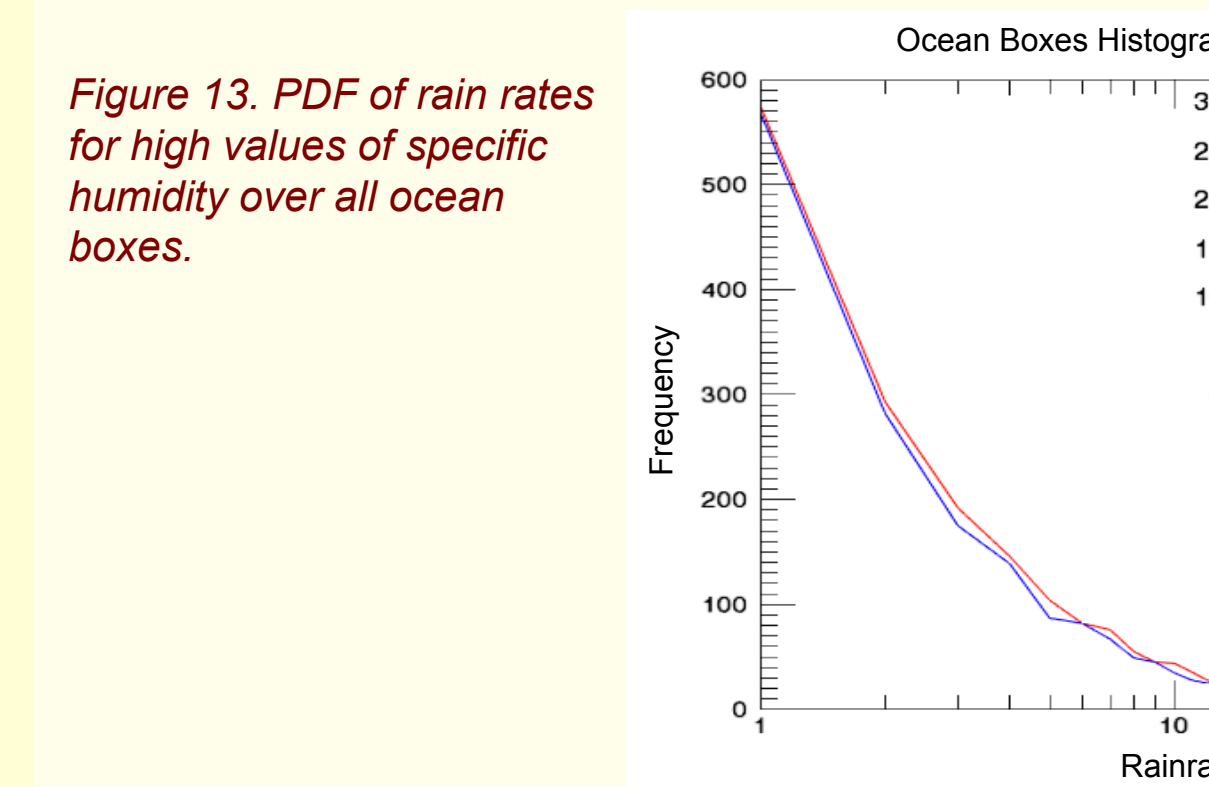 Figure 13. PDF of rain rates
for high values of specific
humidity over all ocean
boxes.
Ocean Boxes Histogra
600
500
400
300
200
100
0
Frequency
3
2
2
1
1
1
10
Rainra